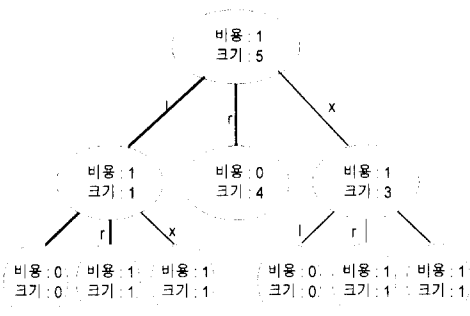 비용 : 1
크기 : 5
l
r
x
비용 : 1
크기 : 1
비용 : 0
크기 : 4
비용 : 1
크기 : 3
r
x
l
r
비용 : 0
크기 : 0
비용 : 1
크기 : 1
비용 : 1
크기 : 1
비용 : 0
크기 : 0
비용 : 1
크기 : 1
비용 : 1
크기 : 1